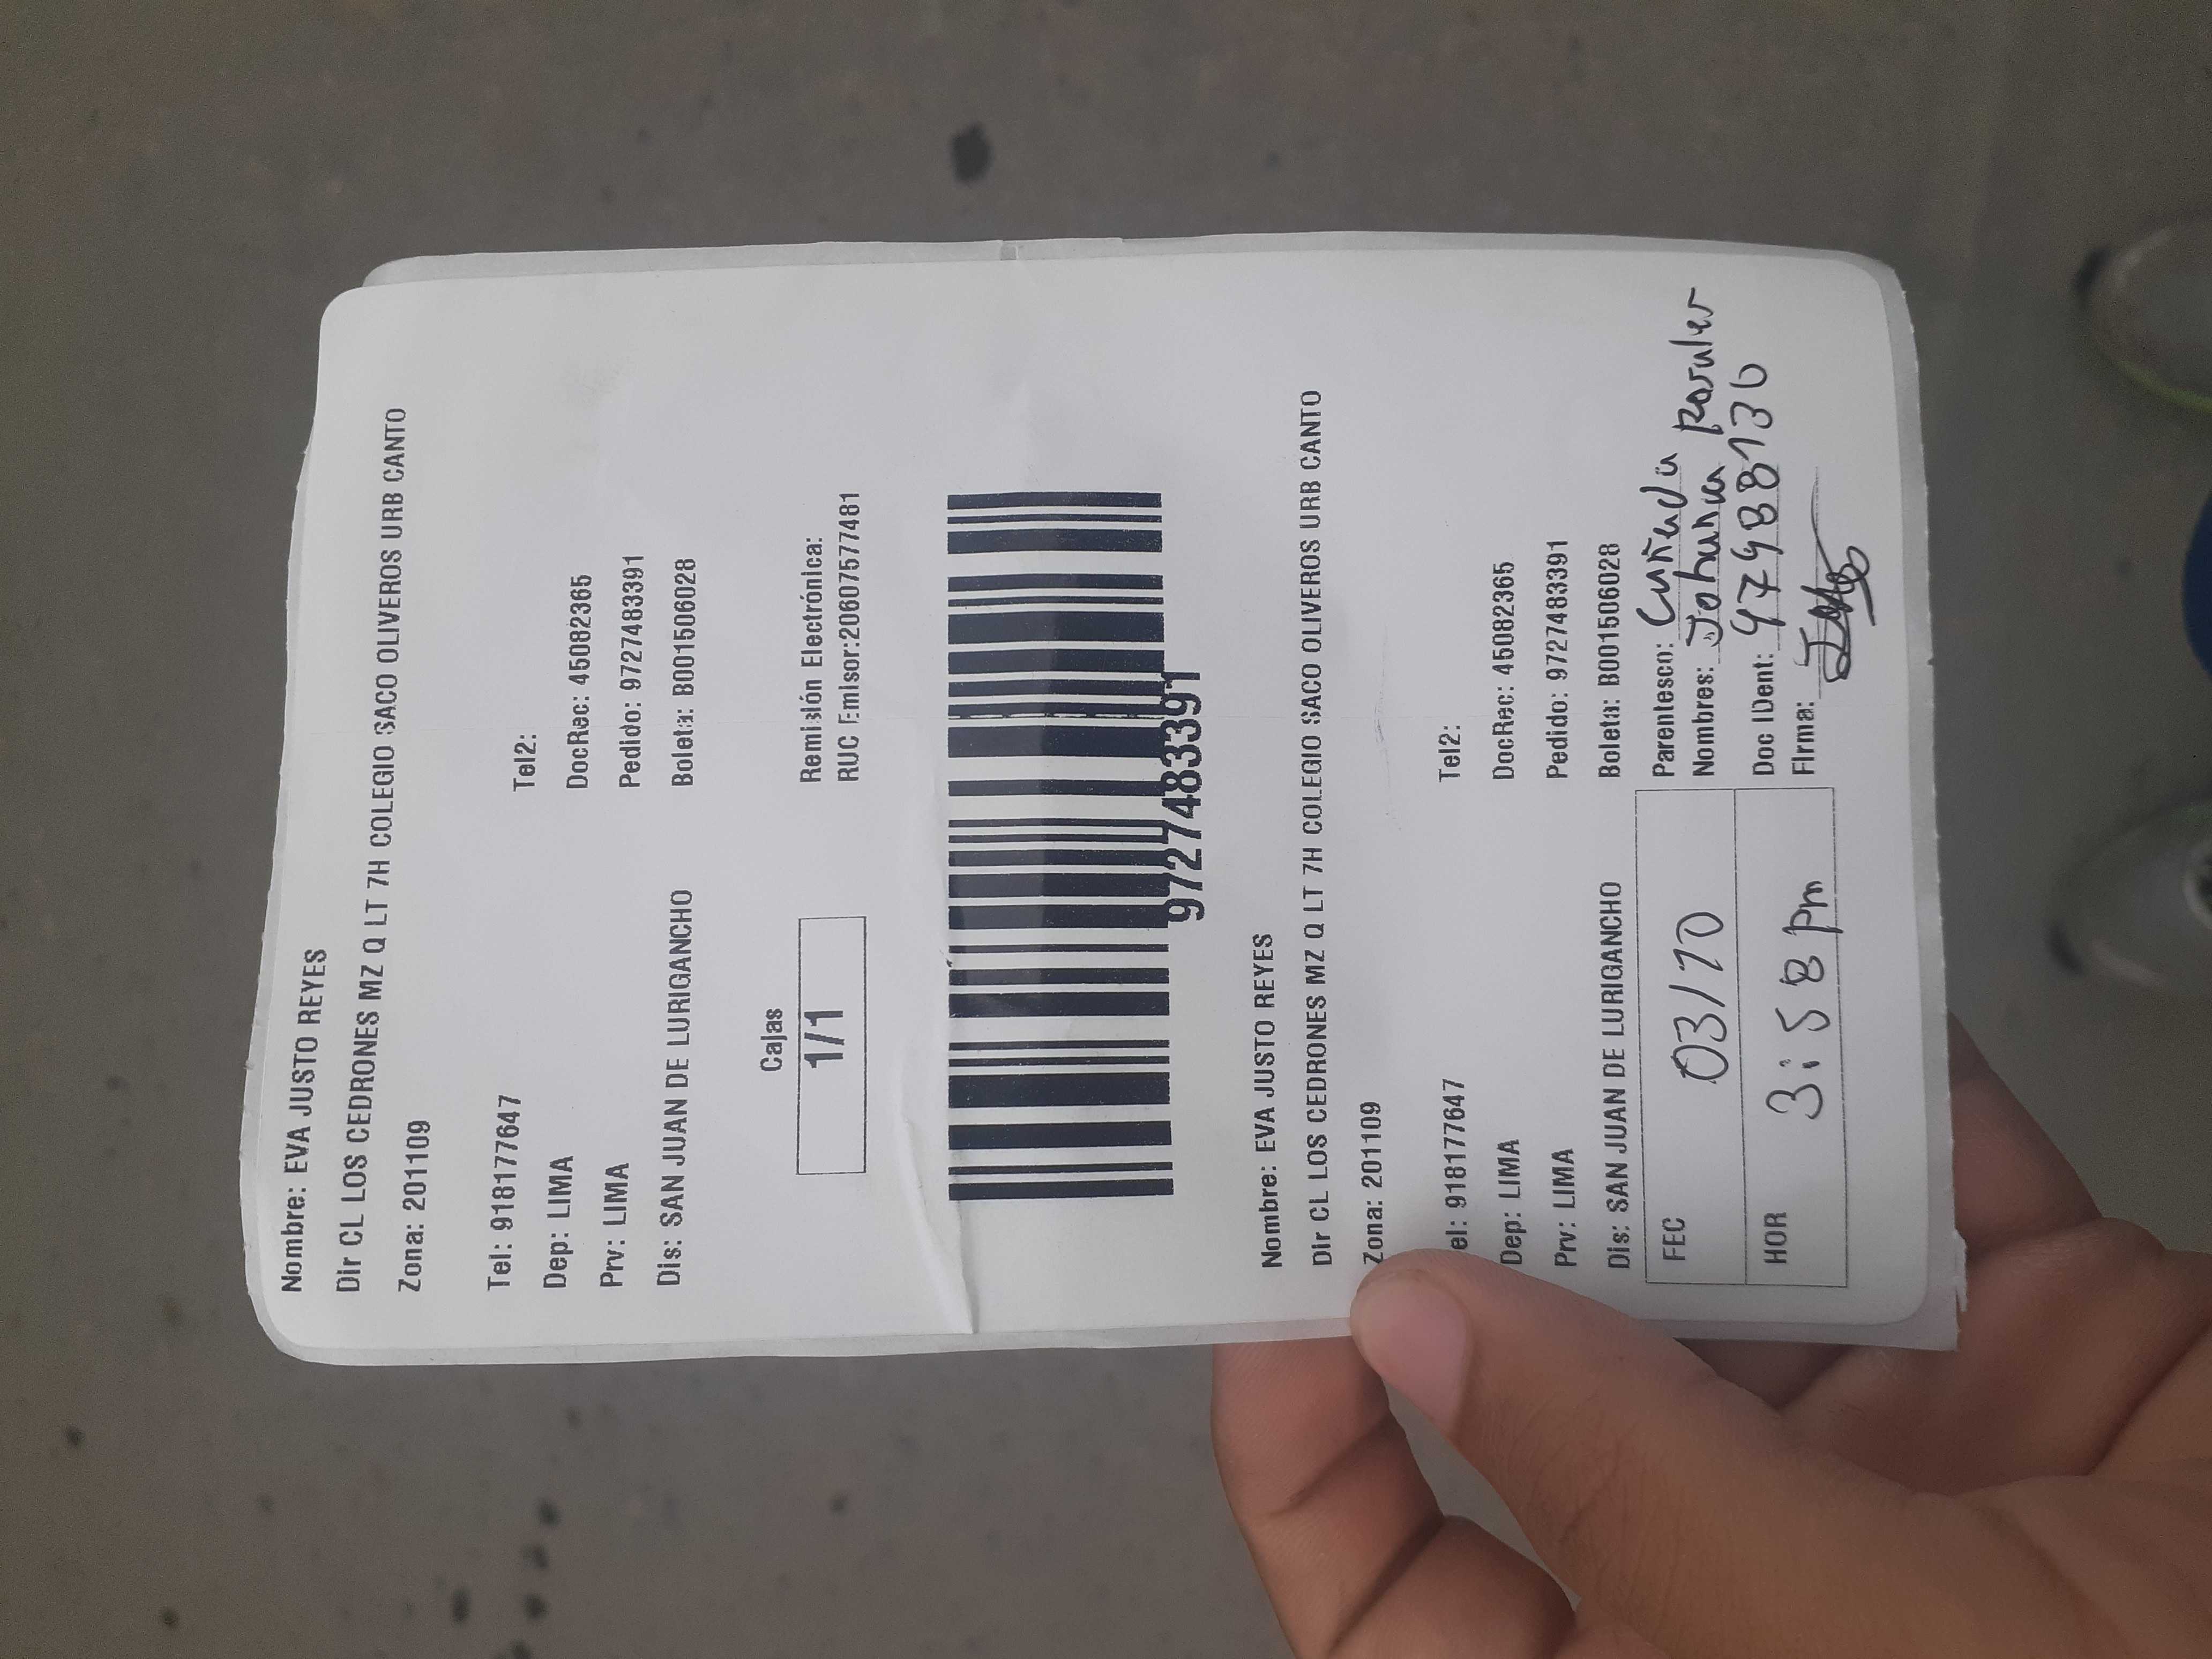 Nombre: EVA JUSTO REYES
Dir CL LOS CEDRONES MZ Q LT 7H COLEGIO SACO OLIVEROS URB CANTO
Zona: 201109
Tel: 918177647 Tel2:
Dep: LIMA DocRec: 45082365
Prv: LIMA Pedido: 9727483391
Dis: SAN JUAN DE LURIGANCHO Boleta: B001506028
Cajas
1/1
Remisión Electrónica:
RUC Emisor:20607577481
9727483391
Nombre: EVA JUSTO REYES
Dir CL LOS CEDRONES MZ Q LT 7H COLEGIO SACO OLIVEROS URB CANTO
Zona: 201109
el: 918177647 Tel2:
Dep: LIMA DocRec: 45082365
Prv: LIMA Pedido: 9727483391
Dis: SAN JUAN DE LURIGANCHO Boleta: B001506028
FEC 03/10
HOR 3:58 pm
Parentesco: Cuñada
Nombres: Johana
Doc IDent: 47488136
Firma: